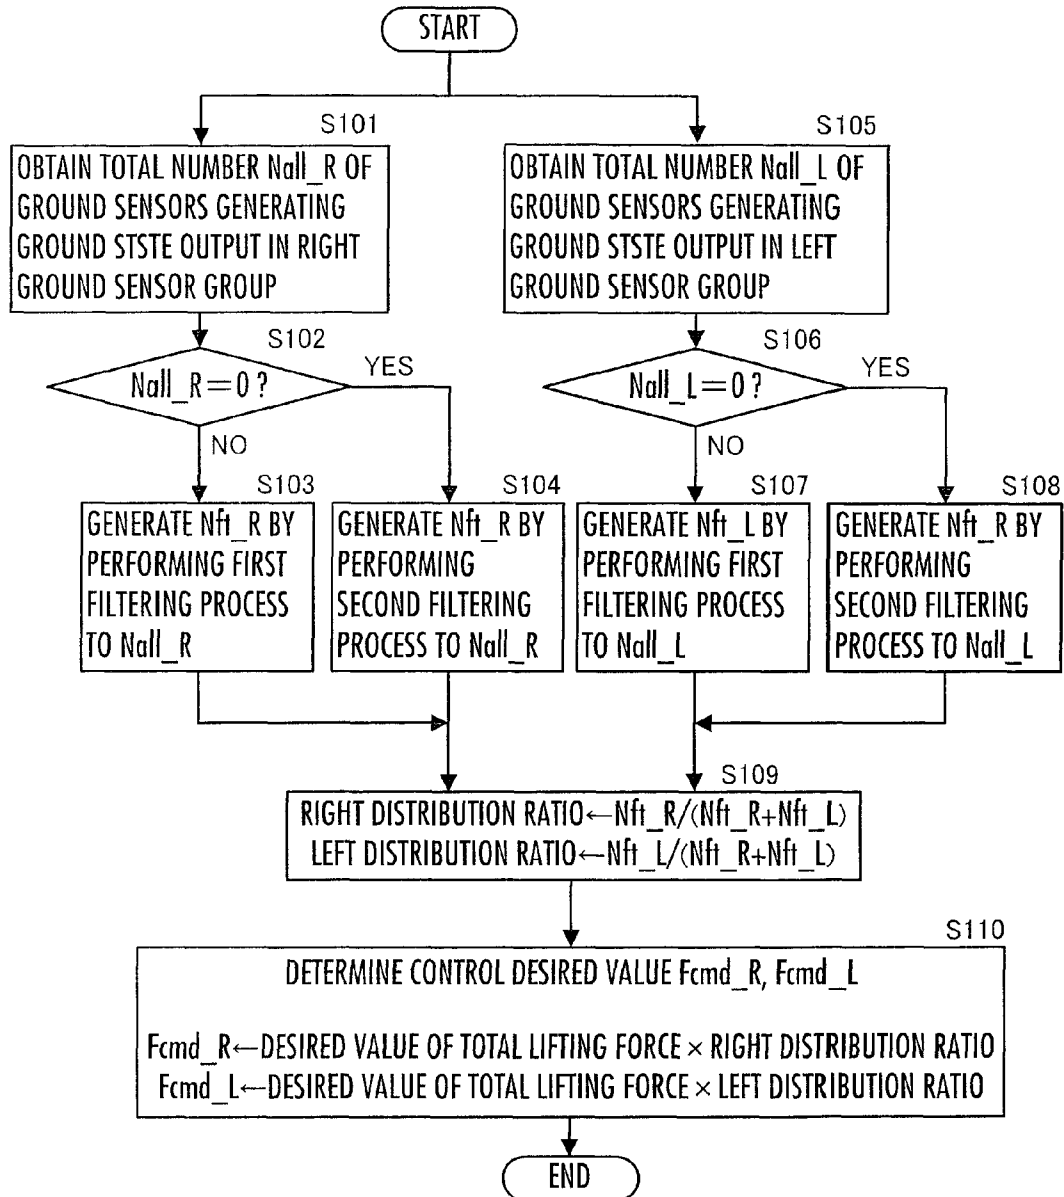 START
S101
OBTAIN TOTAL NUMBER Nall_R OF
GROUND SENSORS GENERATING
GROUND STSTE OUTPUT IN RIGHT
GROUND SENSOR GROUP
S105
OBTAIN TOTAL NUMBER Nall_L OF
GROUND SENSORS GENERATING
GROUND STSTE OUTPUT IN LEFT
GROUND SENSOR GROUP
S102
Nall_R=0?
YES
NO
S106
Nall_L=0?
YES
NO
S103
GENERATE Nft_R BY
PERFORMING FIRST
FILTERING PROCESS
TO Nall_R
S104
GENERATE Nft_R BY
PERFORMING
SECOND FILTERING
PROCESS TO Nall_R
S107
GENERATE Nft_L BY
PERFORMING FIRST
FILTERING PROCESS
TO Nall_L
S108
GENERATE Nft_R BY
PERFORMING
SECOND FILTERING
PROCESS TO Nall_L
S109
RIGHT DISTRIBUTION RATIO←Nft_R/(Nft_R+Nft_L)
LEFT DISTRIBUTION RATIO←Nft_L/(Nft_R+Nft_L)
S110
DETERMINE CONTROL DESIRED VALUE Fcmd_R, Fcmd_L
Fcmd_R←DESIRED VALUE OF TOTAL LIFTING FORCE × RIGHT DISTRIBUTION RATIO
Fcmd_L←DESIRED VALUE OF TOTAL LIFTING FORCE × LEFT DISTRIBUTION RATIO
END